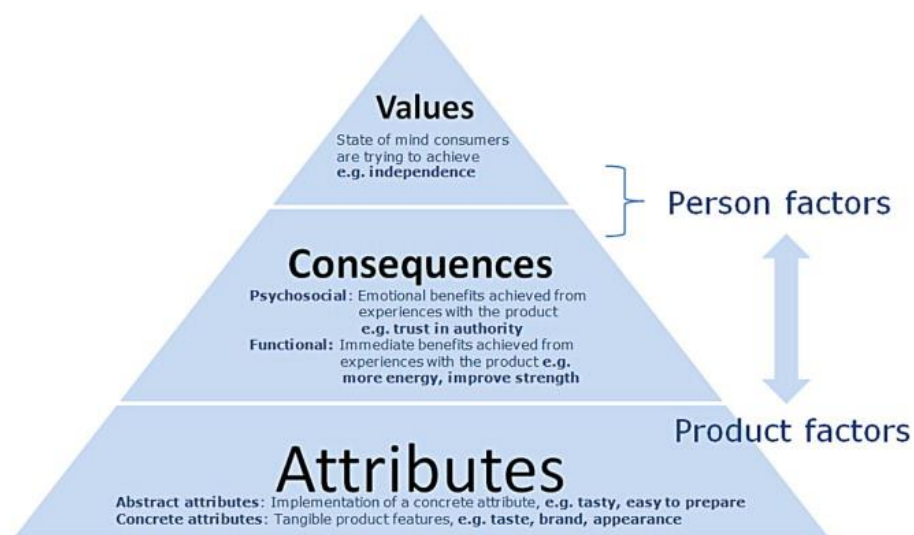 Values
State of mind consumers
are trying to achieve
e.g. independence
Person factors
Consequences
Psychosocial: Emotional benefits achieved from
experiences with the product
e.g. trust in authority
Functional: Immediate benefits achieved from
experiences with the product e.g.
more energy, improve strength
Product factors
Attributes
Abstract attributes: Implementation of a concrete attribute, e.g. tasty, easy to prepare
Concrete attributes: Tangible product features, e.g. taste, brand, appearance